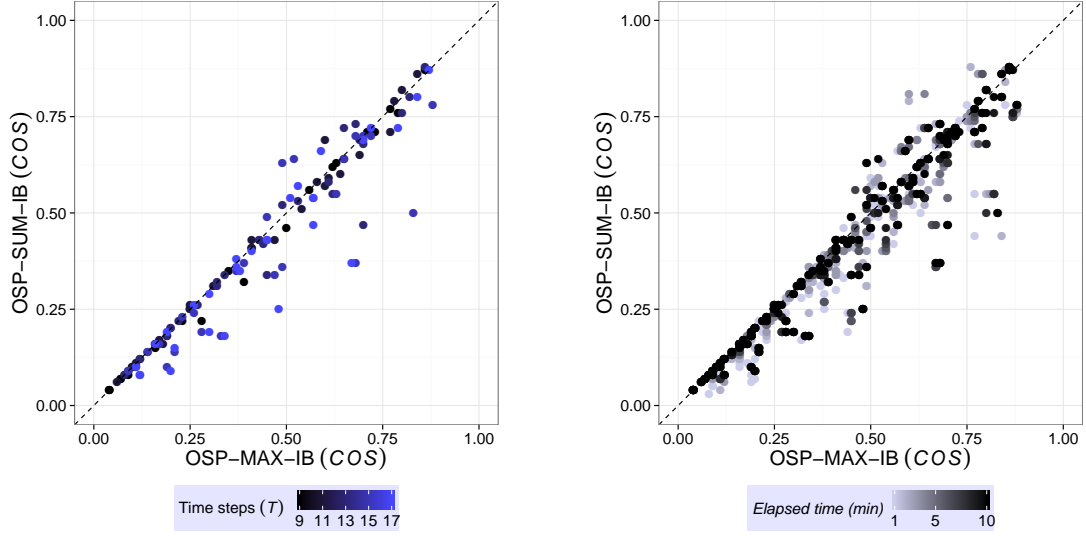 1.00
0.75
0.50
0.25
0.00
OSP−SUM−IB (COS)
0.00 0.25 0.50 0.75 1.00
OSP−MAX−IB (COS)
Time steps (T)
9 11 13 15 17
1.00
0.75
0.50
0.25
0.00
OSP−SUM−IB (COS)
0.00 0.25 0.50 0.75 1.00
OSP−MAX−IB (COS)
Elapsed time (min)
1 5 10